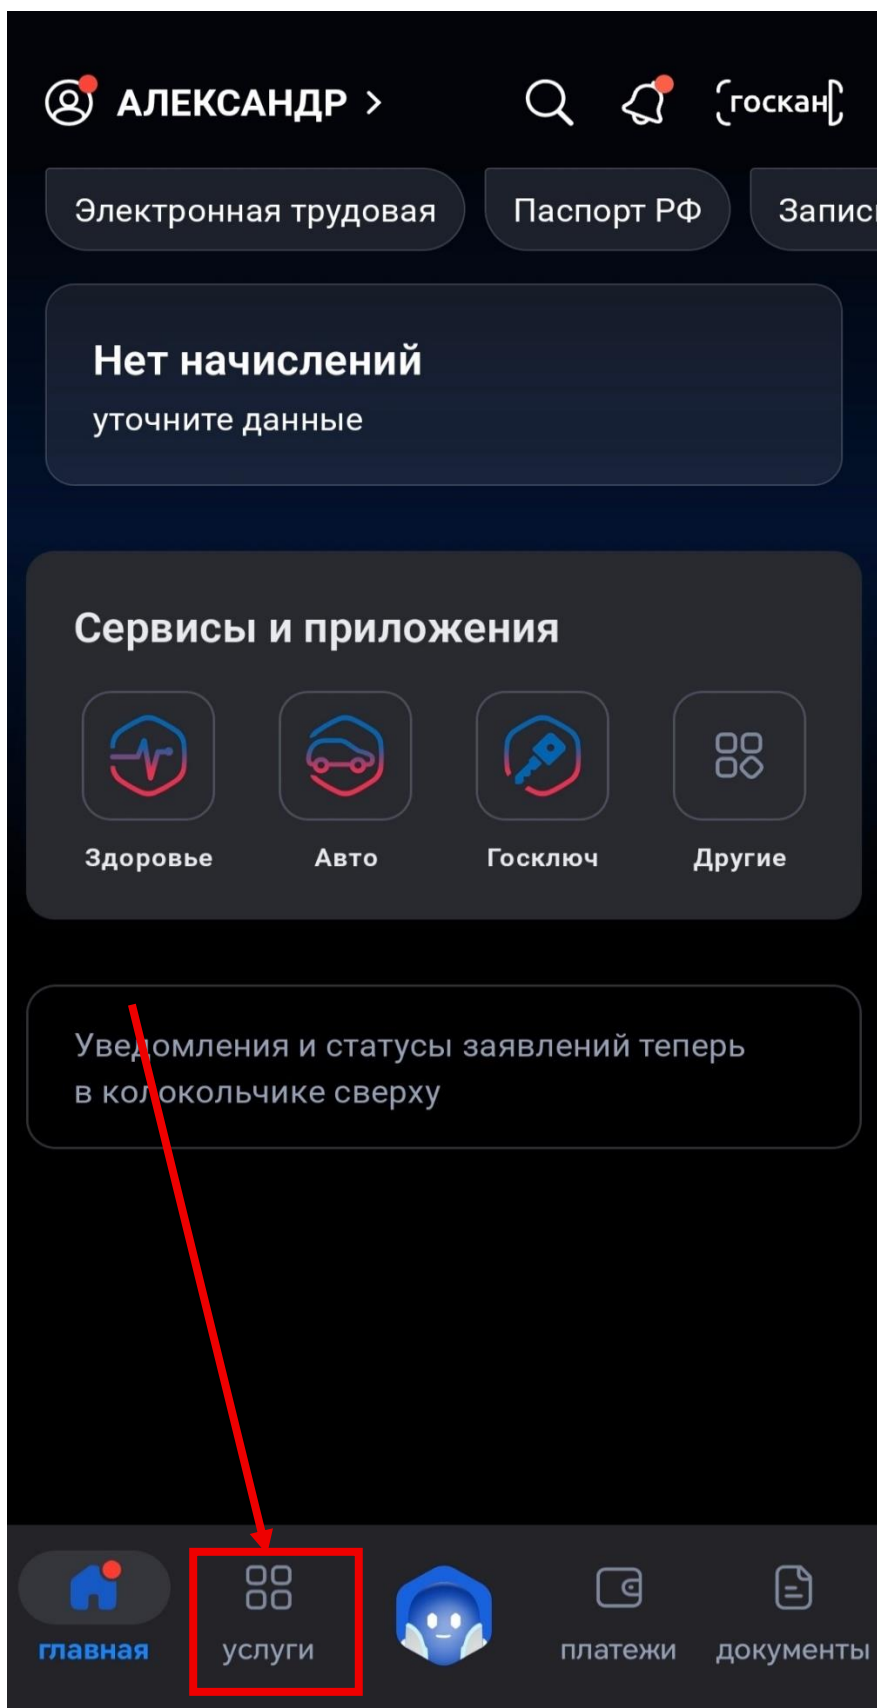 АЛЕКСАНДР
госкан
Электронная трудовая
Паспорт РФ
Запис
Нет начислений
уточните данные
Сервисы и приложения
Здоровье
Авто
Госключ
Другие
Уведомления и статусы заявлений теперь
в колокольчике сверху
главная
услуги
платежи
документы